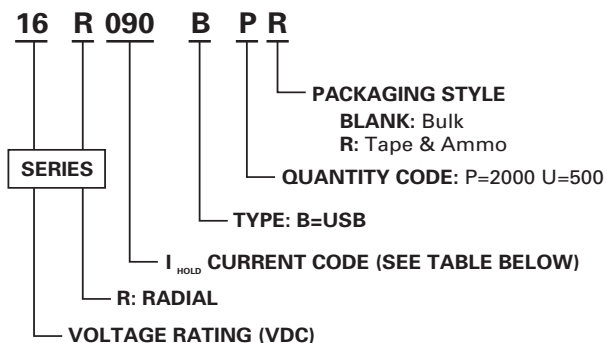 16 R 090 B P R
PACKAGING STYLE
BLANK: Bulk
R: Tape & Ammo
SERIES
QUANTITY CODE: P=2000 U=500
TYPE: B=USB
I HOLD CURRENT CODE (SEE TABLE BELOW)
R: RADIAL
VOLTAGE RATING (VDC)